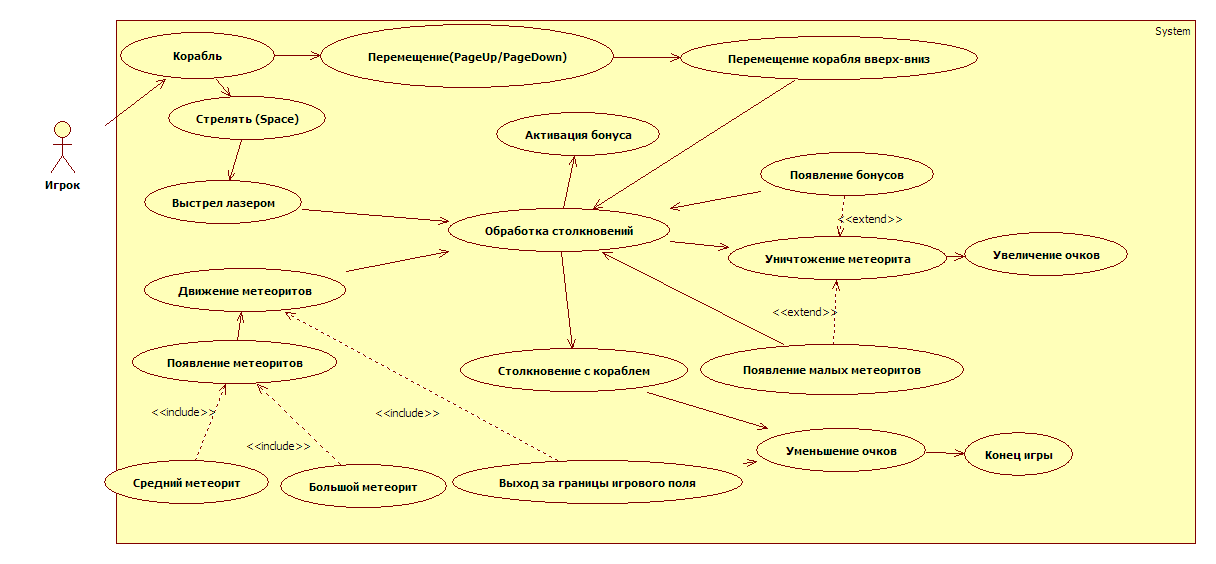 System
Корабль
Перемещение(PageUp/PageDown)
Перемещение корабля вверх-вниз
Стрелять (Space)
Активация бонуса
Игрок
Появление бонусов
Выстрел лазером
<<extend>>
Обработка столкновений
Уничтожение метеорита
Увеличение очков
Движение метеоритов
<<extend>>
Появление метеоритов
Столкновение с кораблем
Появление малых метеоритов
<<include>>
<<include>>
<<include>>
Уменьшение очков
Конец игры
Средний метеорит
Большой метеорит
Выход за границы игрового поля